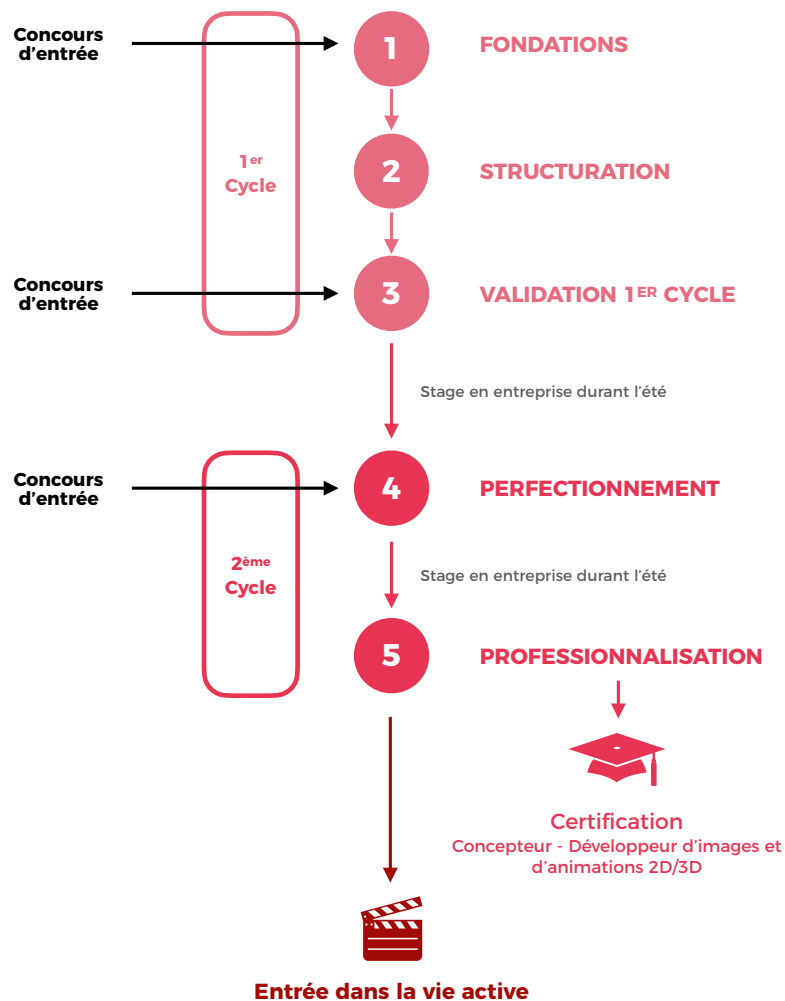 Concours
d'entrée
1
FONDATIONS
1er
Cycle
2
STRUCTURATION
Concours
d'entrée
3
VALIDATION 1ER CYCLE
Stage en entreprise durant l'été
Concours
d'entrée
4
PERFECTIONNEMENT
2ème
Cycle
Stage en entreprise durant l'été
5
PROFESSIONNALISATION
Certification
Concepteur - Développeur d'images et
d'animations 2D/3D
Entrée dans la vie active